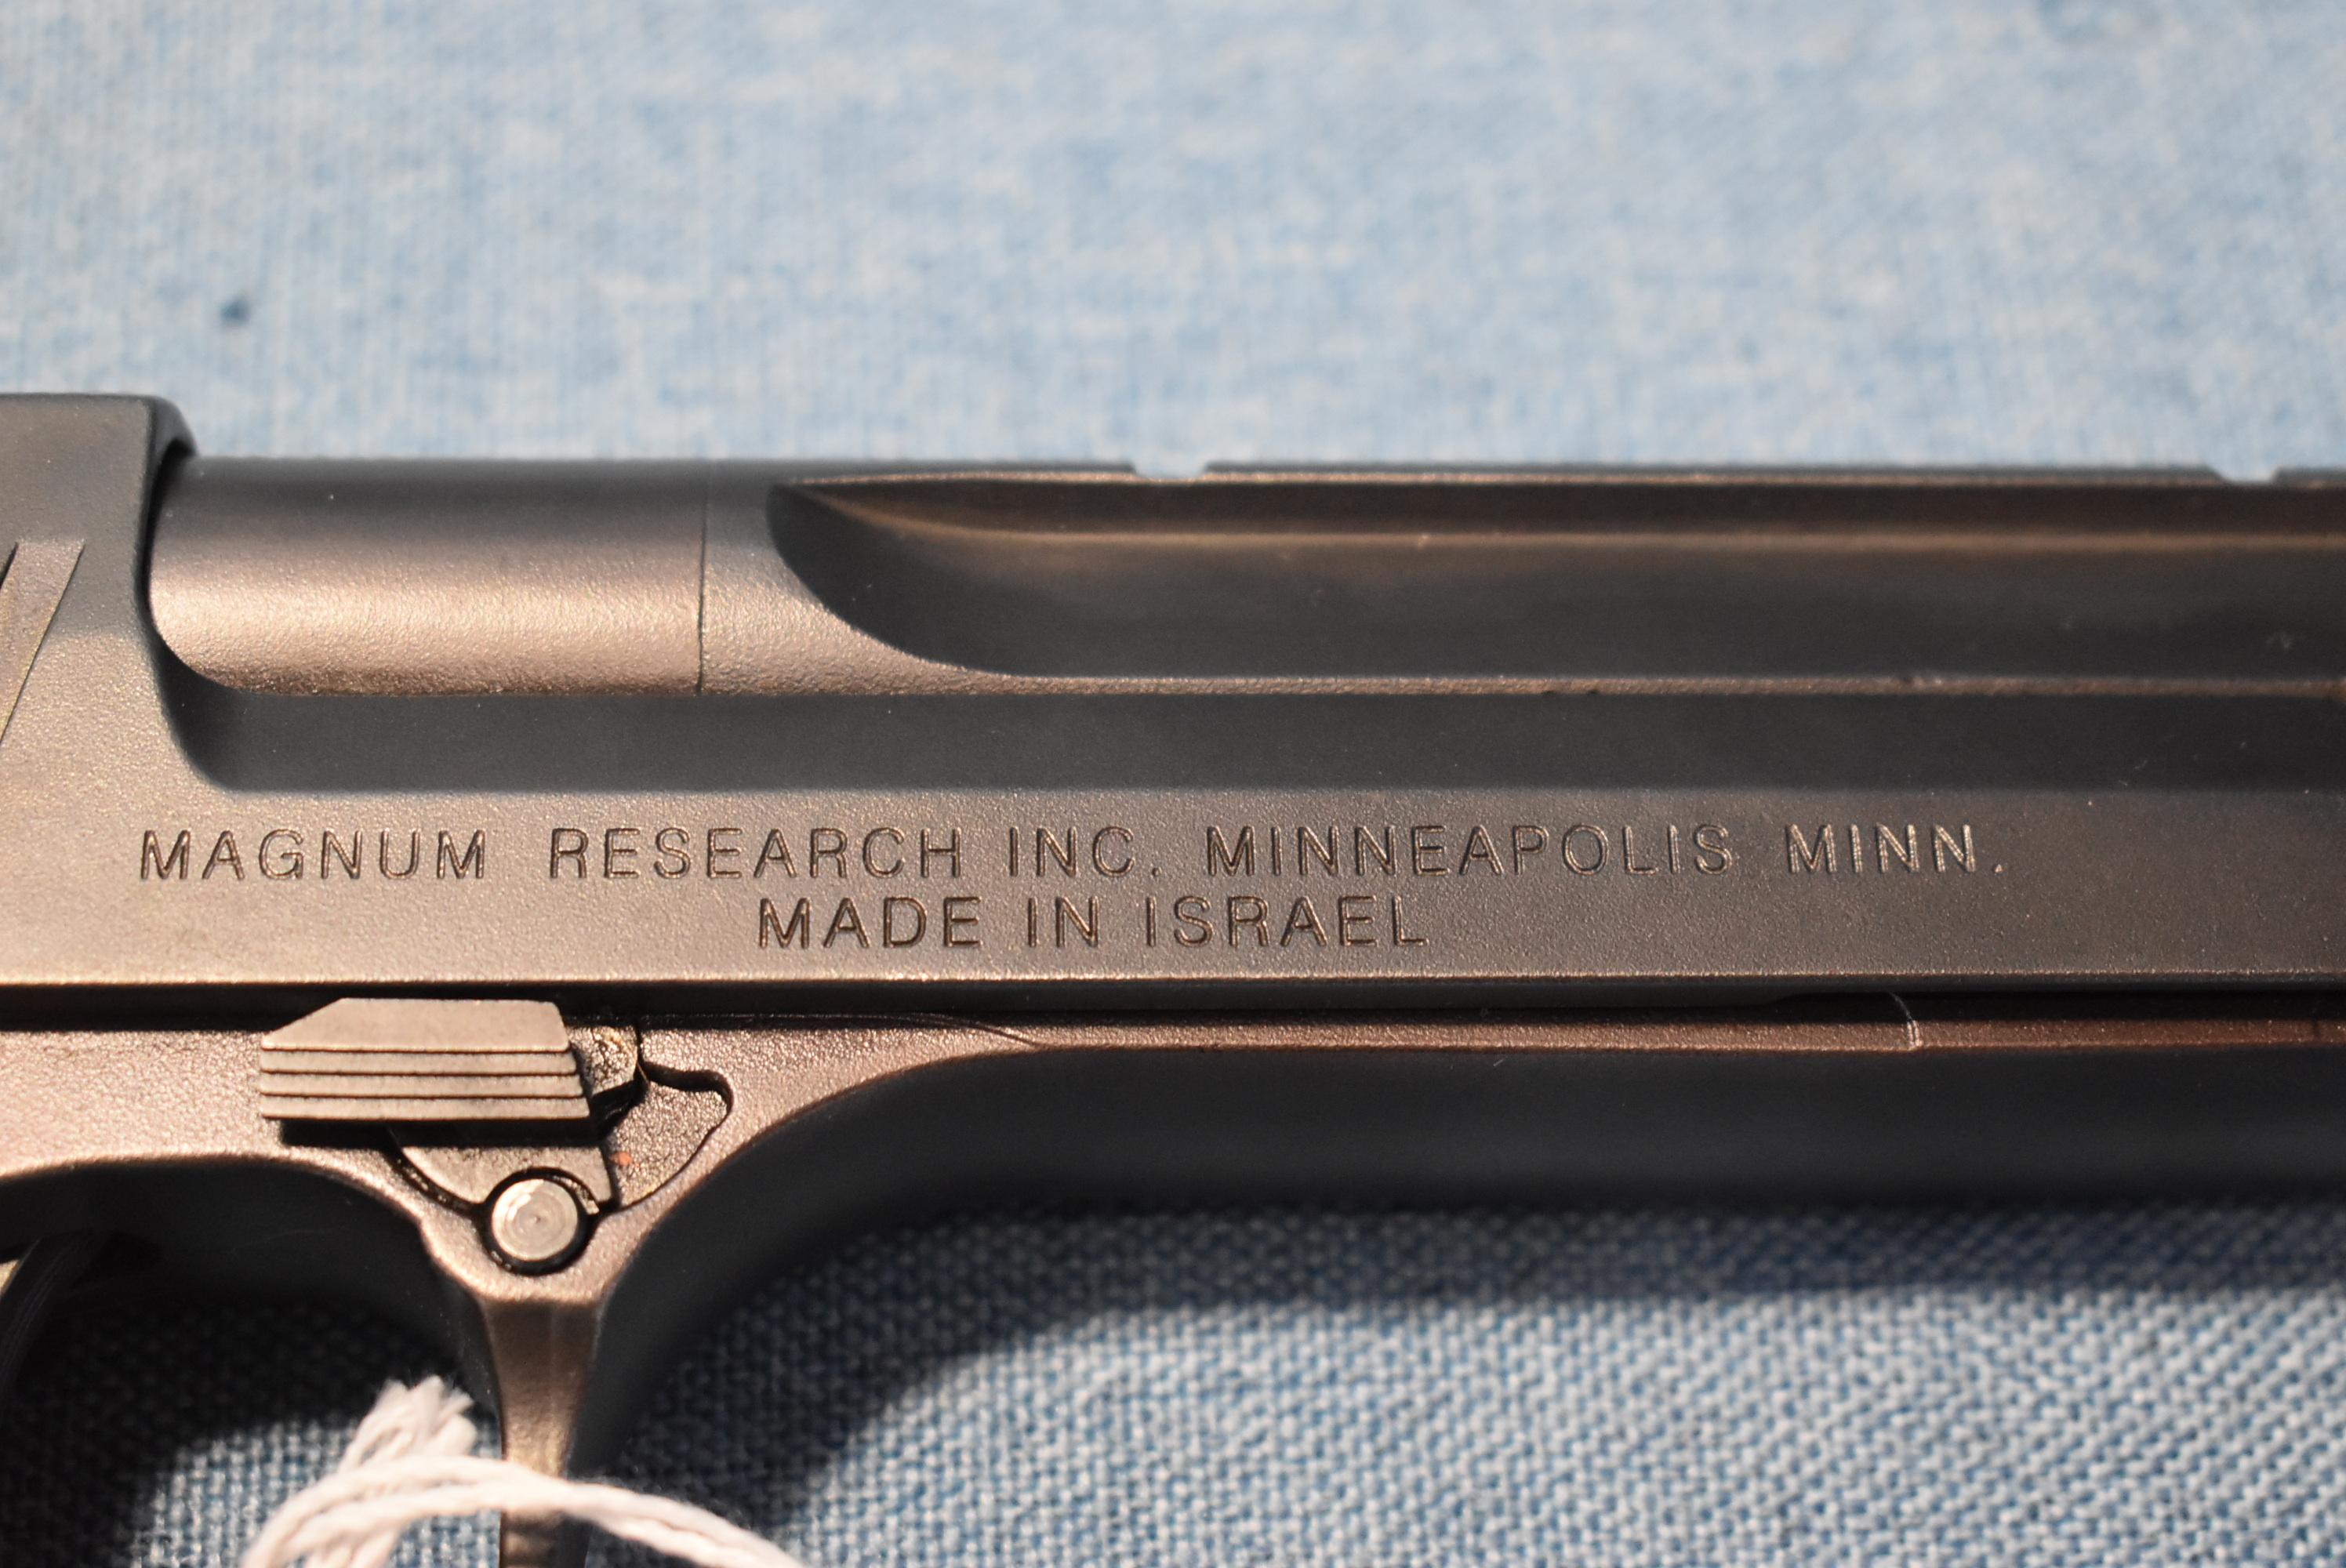 MAGNUM RESEARCH INC. MINNEAPOLIS MINN.
MADE IN ISRAEL